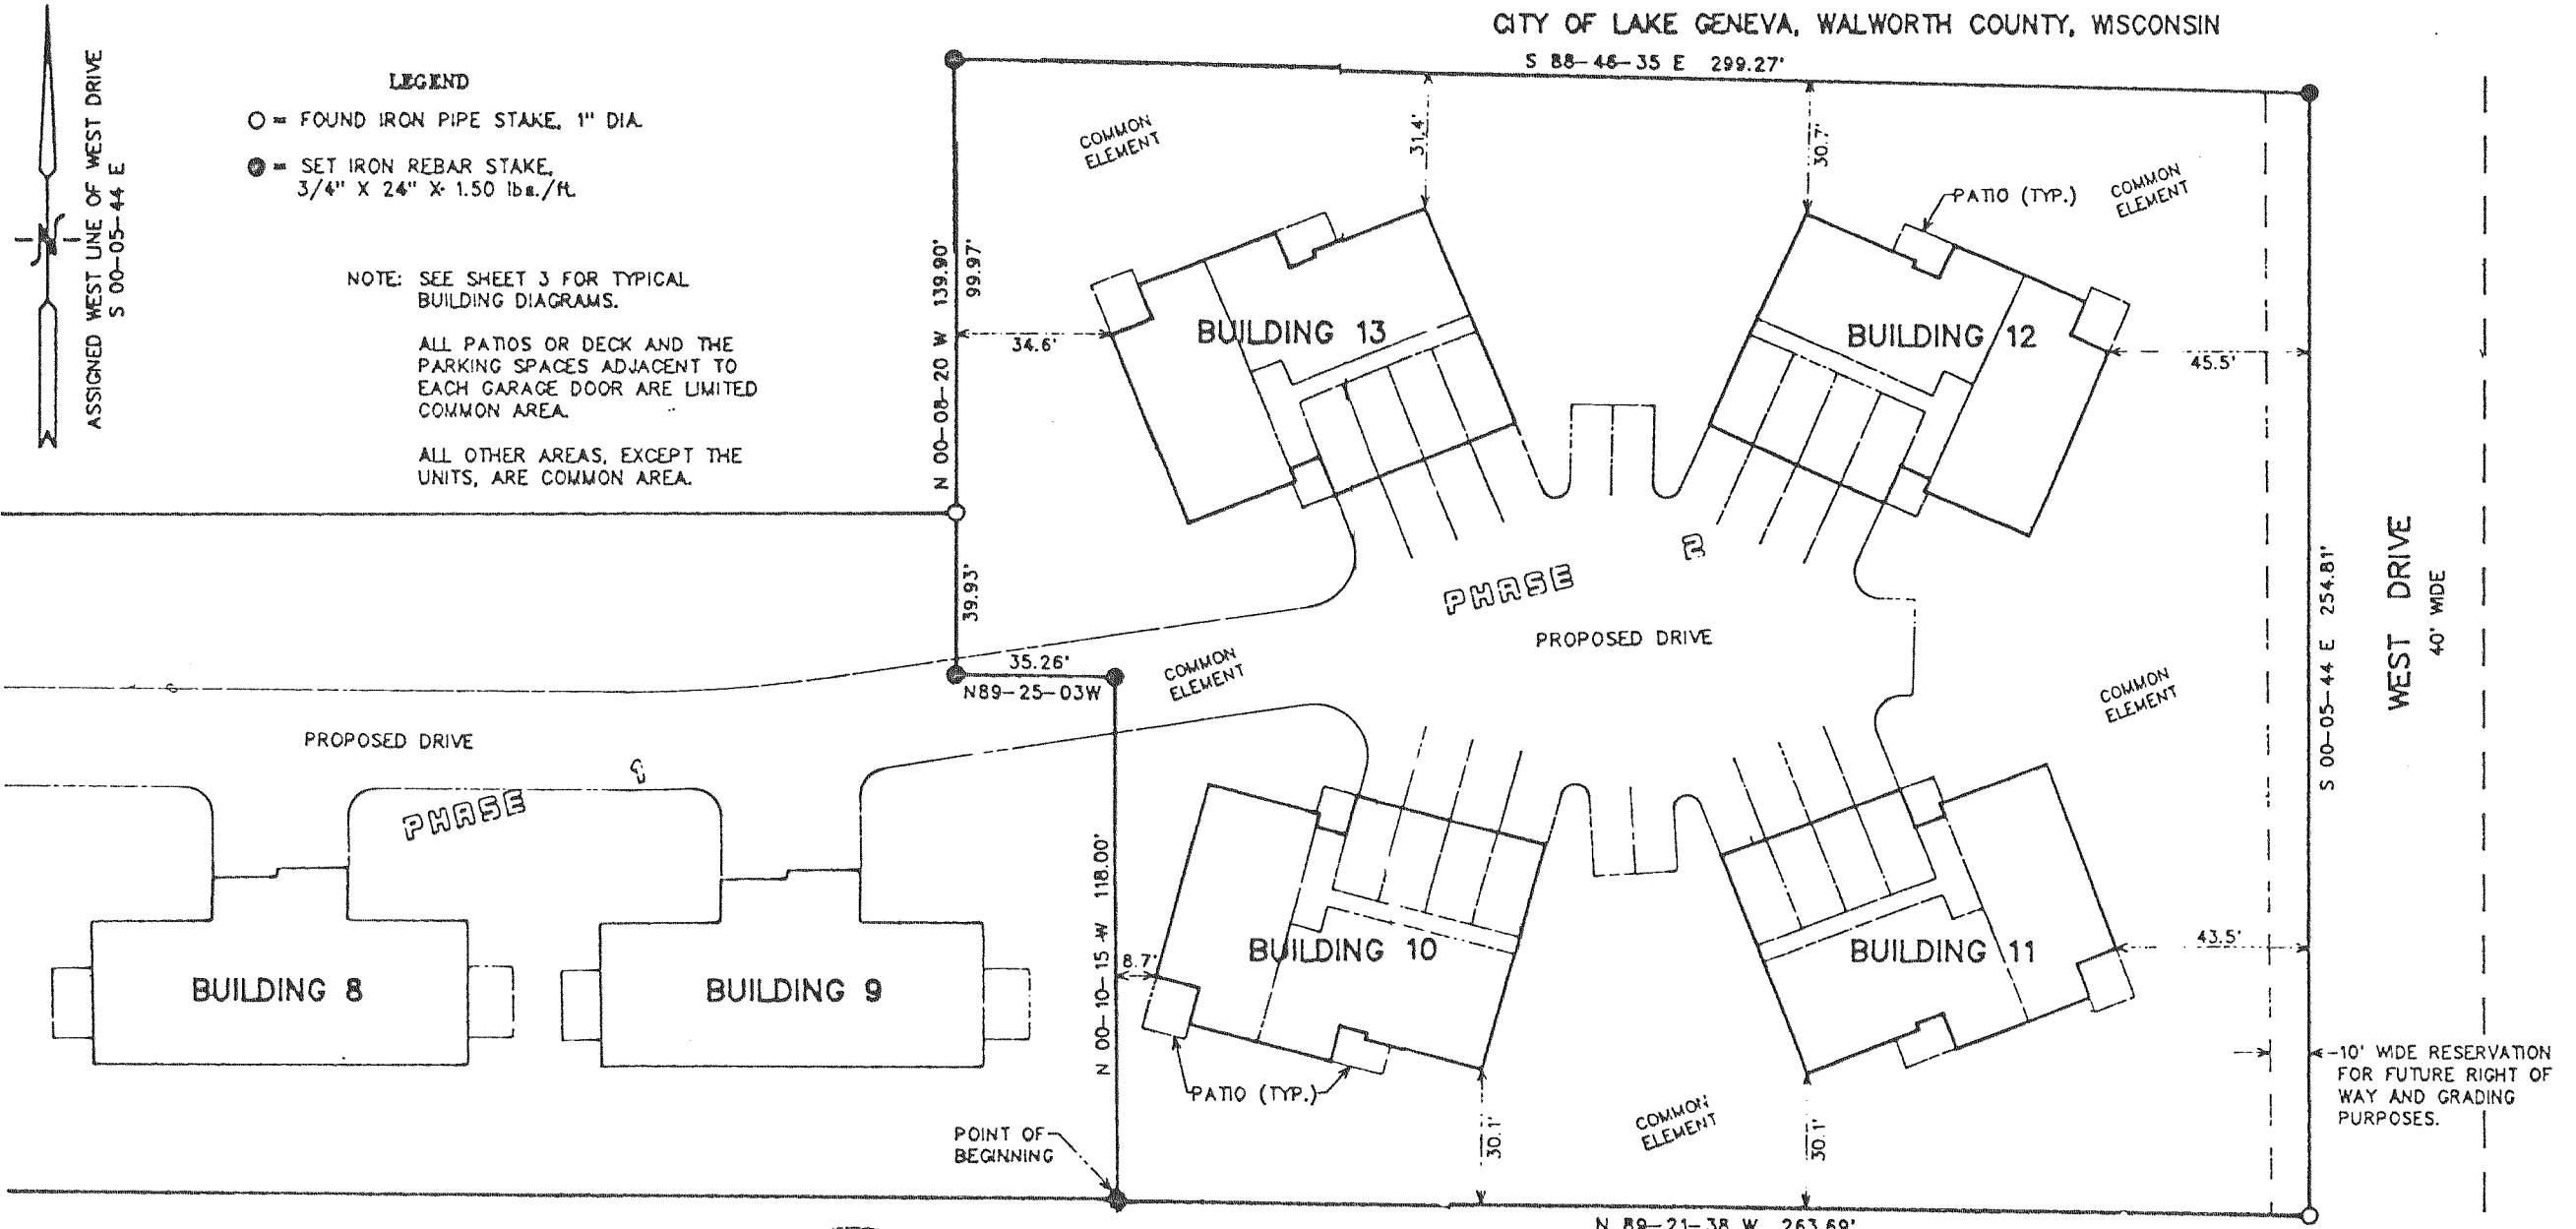 CITY OF LAKE GENEVA, WALWORTH COUNTY, WISCONSIN
S 88-46-35 E 299.27'
ASSIGNED WEST LINE OF WEST DRIVE
S 00-05-44 E
N
LEGEND
O = FOUND IRON PIPE STAKE, 1" DIA.
● = SET IRON REBAR STAKE,
3/4" X 24" X 1.50 lbs./ft.
NOTE: SEE SHEET 3 FOR TYPICAL
BUILDING DIAGRAMS.
ALL PATIOS OR DECK AND THE
PARKING SPACES ADJACENT TO
EACH GARAGE DOOR ARE LIMITED
COMMON AREA.
ALL OTHER AREAS, EXCEPT THE
UNITS, ARE COMMON AREA.
N 00-08-20 W 139.90'
99.97'
39.93'
COMMON
ELEMENT
31.4'
30.7'
PATIO (TYP.)
COMMON
ELEMENT
34.6'
BUILDING 13
BUILDING 12
45.5'
PHASE 2
PROPOSED DRIVE
S 00-05-44 E 254.81'
WEST DRIVE
40' WIDE
35.26'
N89-25-03W
COMMON
ELEMENT
COMMON
ELEMENT
PROPOSED DRIVE
PHASE 1
BUILDING 8
BUILDING 9
N 00-10-15 W 118.00'
8.7'
BUILDING 10
BUILDING 11
43.5'
PATIO (TYP.)
30.1'
COMMON
ELEMENT
30.1'
10' WIDE RESERVATION
FOR FUTURE RIGHT OF
WAY AND GRADING
PURPOSES.
POINT OF
BEGINNING
N 89-21-38 W 263.69'